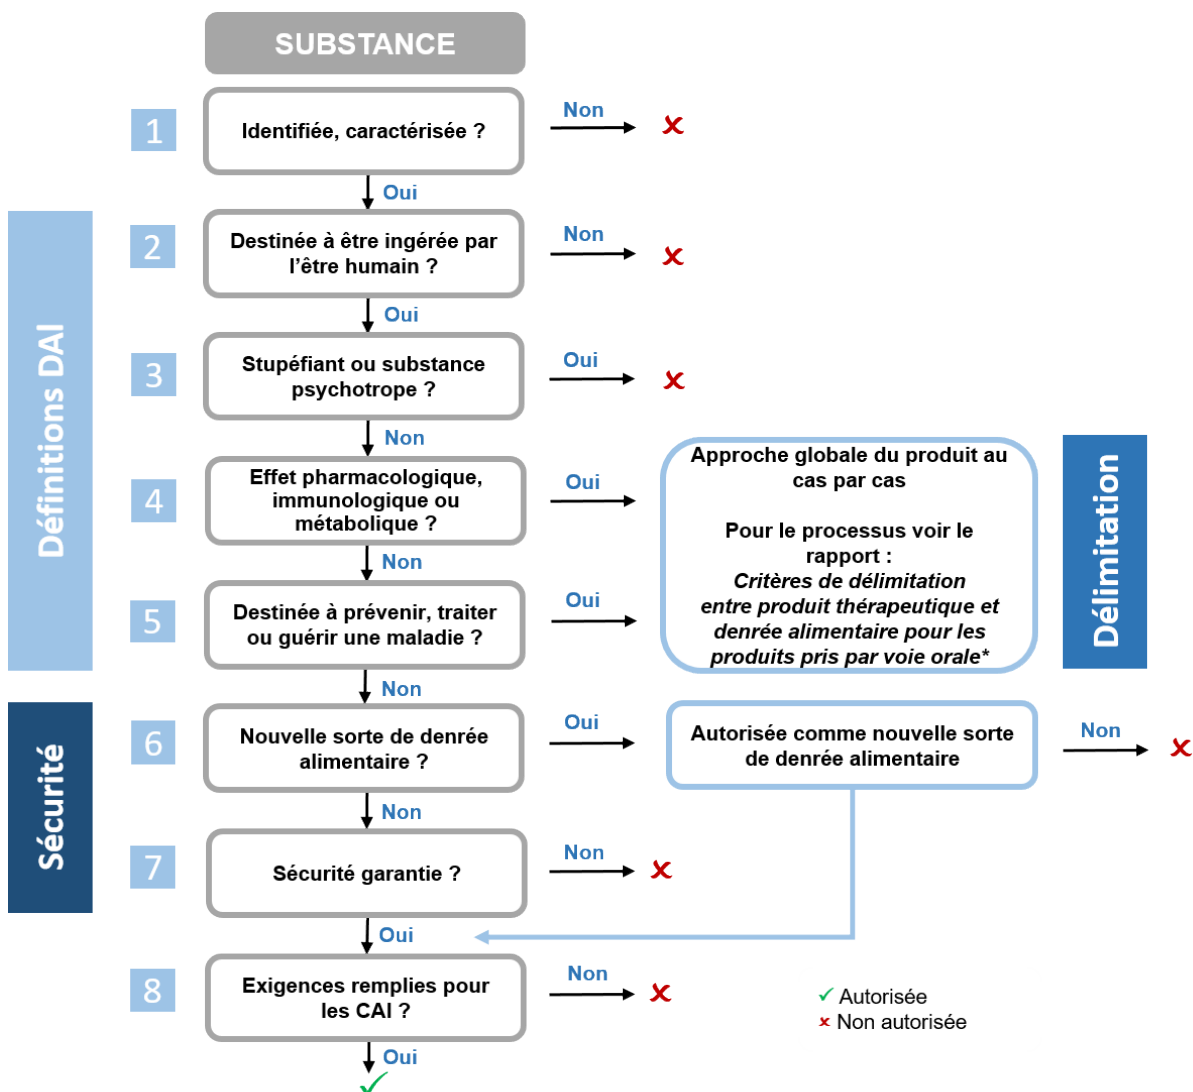 SUBSTANCE
1
Identifiée, caractérisée ?
Non
Oui
Définitions DAI
2
Destinée à être ingérée par
l'être humain ?
Non
Oui
3
Stupéfiant ou substance
psychotrope ?
Oui
Non
4
Effet pharmacologique,
immunologique ou
métabolique ?
Oui
Non
Approche globale du produit au
cas par cas
Pour le processus voir le
rapport :
Critères de délimitation
entre produit thérapeutique et
denrée alimentaire pour les
produits pris par voie orale*
Délimitation
5
Destinée à prévenir, traiter
ou guérir une maladie ?
Oui
Non
Sécurité
6
Nouvelle sorte de denrée
alimentaire ?
Oui
Autorisée comme nouvelle sorte
de denrée alimentaire
Non
Non
7
Sécurité garantie ?
Non
Oui
8
Exigences remplies pour
les CAI ?
Non
Oui
✓ Autorisée
✗ Non autorisée